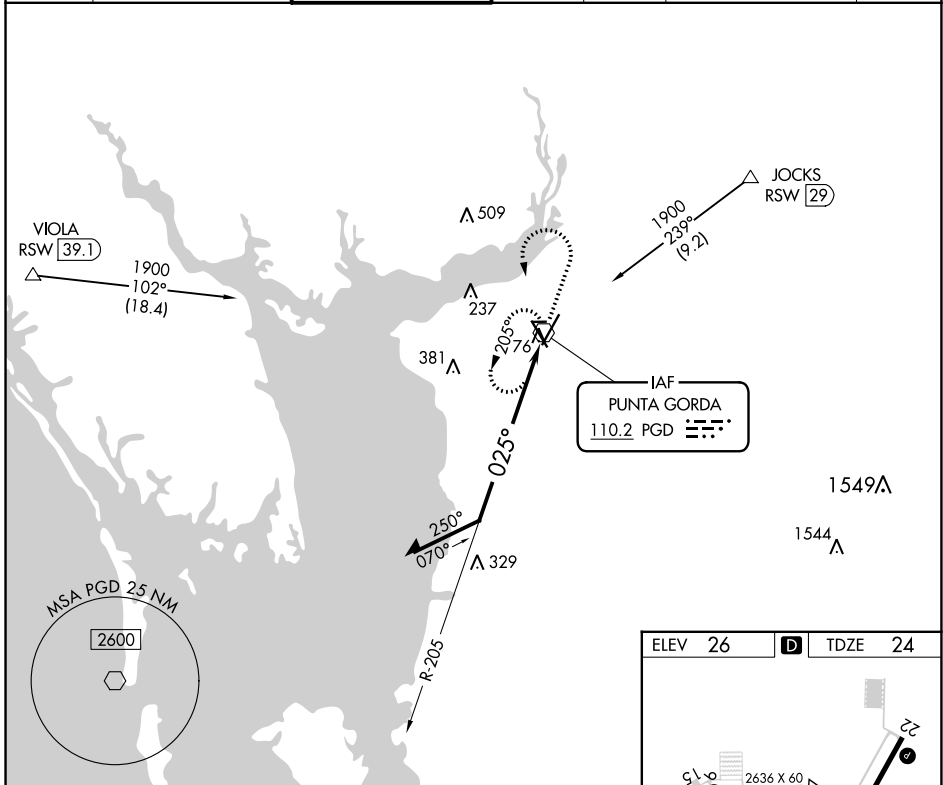 JOCKS
RSW 29
1900
239°
(9.2)
509
VIOLA
RSW 39.1
1900
102°
(18.4)
237
205°
76
381
IAF
PUNTA GORDA
110.2 PGD
025°
1549
250°
070°
1544
329
MSA PGD 25 NM
2600
R-205
ELEV 26 D TDZE 24
22
P
15
2636 X 60